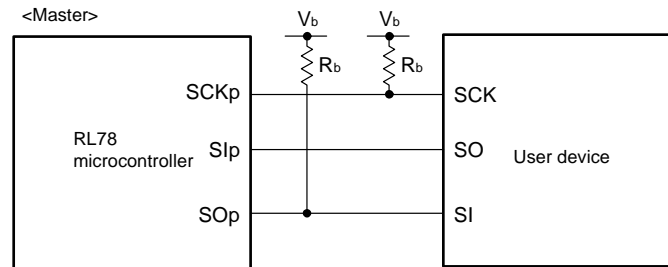 <Master>
Vb
Vb
Rb
Rb
SCKp
SCK
RL78
microcontroller
SIp
SO
User device
SOp
SI